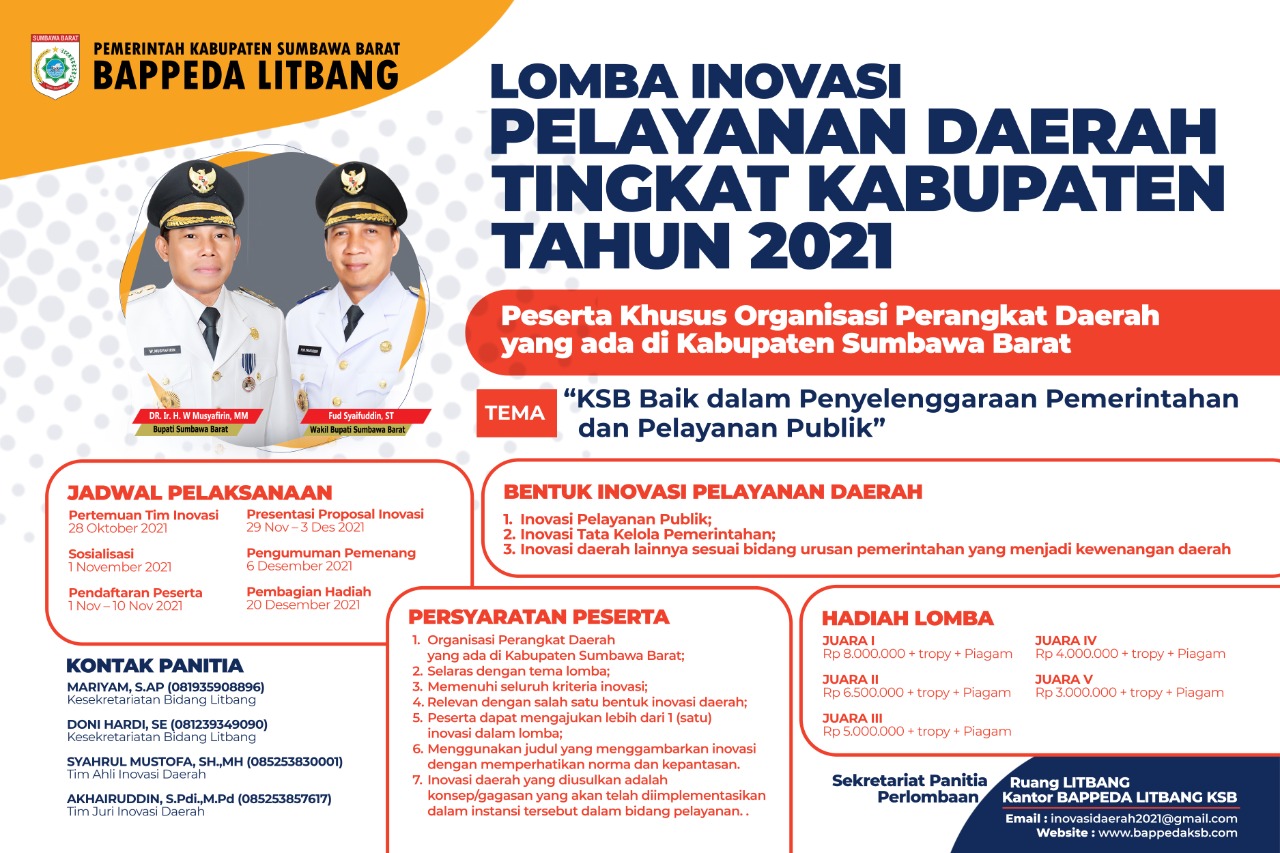 SUMBAWA BARAT
PEMERINTAH KABUPATEN SUMBAWA BARAT
BAPPEDA LITBANG
LOMBA INOVASI
PELAYANAN DAERAH
TINGKAT KABUPATEN
TAHUN 2021
Peserta Khusus Organisasi Perangkat Daerah
yang ada di Kabupaten Sumbawa Barat
TEMA
“KSB Baik dalam Penyelenggaraan Pemerintahan
dan Pelayanan Publik”
DR. Ir. H. W Musyafirin, MM
Bupati Sumbawa Barat
Fud Syaifuddin, ST
Wakil Bupati Sumbawa Barat
JADWAL PELAKSANAAN
Pertemuan Tim Inovasi
28 Oktober 2021
Sosialisasi
1 November 2021
Pendaftaran Peserta
1 Nov – 10 Nov 2021
Presentasi Proposal Inovasi
29 Nov – 3 Des 2021
Pengumuman Pemenang
6 Desember 2021
Pembagian Hadiah
20 Desember 2021
BENTUK INOVASI PELAYANAN DAERAH
1. Inovasi Pelayanan Publik;
2. Inovasi Tata Kelola Pemerintahan;
3. Inovasi daerah lainnya sesuai bidang urusan pemerintahan yang menjadi kewenangan daerah
KONTAK PANITIA
MARIYAM, S.AP (081935908896)
Kesekretariatan Bidang Litbang
DONI HARDI, SE (081239349090)
Kesekretariatan Bidang Litbang
SYAHRUL MUSTOFA, SH.,MH (085253830001)
Tim Ahli Inovasi Daerah
AKHAIRUDDIN, S.Pdi.,M.Pd (085253857617)
Tim Juri Inovasi Daerah
PERSYARATAN PESERTA
1. Organisasi Perangkat Daerah
yang ada di Kabupaten Sumbawa Barat;
2. Selaras dengan tema lomba;
3. Memenuhi seluruh kriteria inovasi;
4. Relevan dengan salah satu bentuk inovasi daerah;
5. Peserta dapat mengajukan lebih dari 1 (satu)
inovasi dalam lomba;
6. Menggunakan judul yang menggambarkan inovasi
dengan memperhatikan norma dan kepantasan.
7. Inovasi daerah yang diusulkan adalah
konsep/gagasan yang akan telah diimplementasikan
dalam instansi tersebut dalam bidang pelayanan. .
HADIAH LOMBA
JUARA I
Rp 8.000.000 + tropy + Piagam
JUARA II
Rp 6.500.000 + tropy + Piagam
JUARA III
Rp 5.000.000 + tropy + Piagam
JUARA IV
Rp 4.000.000 + tropy + Piagam
JUARA V
Rp 3.000.000 + tropy + Piagam
Sekretariat Panitia
Perlombaan
Ruang LITBANG
Kantor BAPPEDA LITBANG KSB
Email : inovasidaerah2021@gmail.com
Website : www.bappedaksb.com